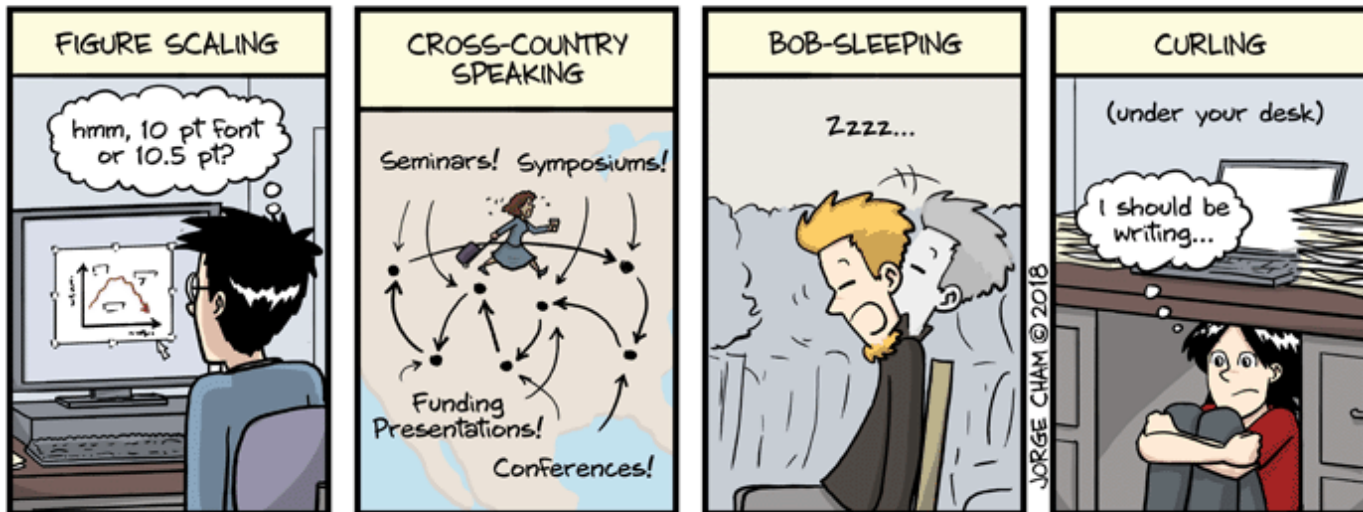 FIGURE SCALING
hmm, 10 pt font
or 10.5 pt?
CROSS-COUNTRY
SPEAKING
Seminars! Symposiums!
Funding
Presentations!
Conferences!
BOB-SLEEPING
Zzzz...
JORGE CHAM © 2018
CURLING
(under your desk)
I should be
writing...